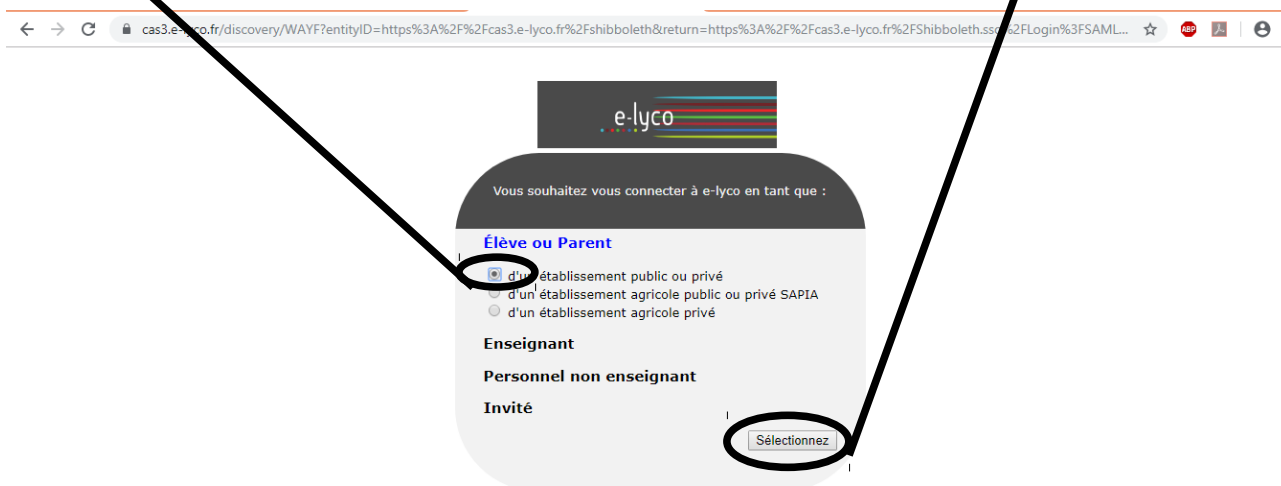 cas3.e-lyco.fr/discovery/WAYF?entityID=https%3A%2F%2Fcas3.e-lyco.fr%2Fshibboleth&return=https%3A%2F%2Fcas3.e-lyco.fr%2FShibboleth.sso%2FLogin%3FSAML...
ABP
e-lyco
Vous souhaitez vous connecter à e-lyco en tant que :
Élève ou Parent
d'un établissement public ou privé
d'un établissement agricole public ou privé SAPIA
d'un établissement agricole privé
Enseignant
Personnel non enseignant
Invité
Sélectionnez